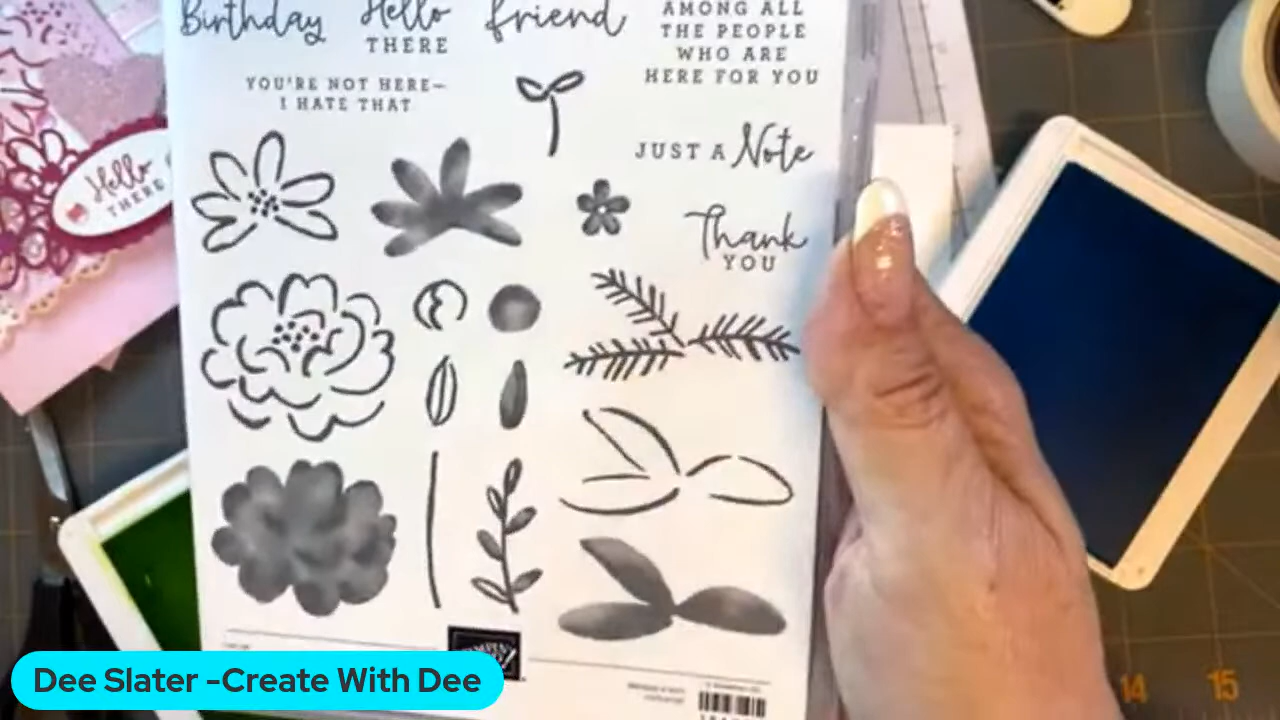 Birthday
Hello
THERE
friend
AMONG ALL
THE PEOPLE
WHO ARE
HERE FOR YOU
YOU'RE NOT HERE—
I HATE THAT
JUST A Note
Thank
YOU
Hello
THERE
14 15
Dee Slater -Create With Dee